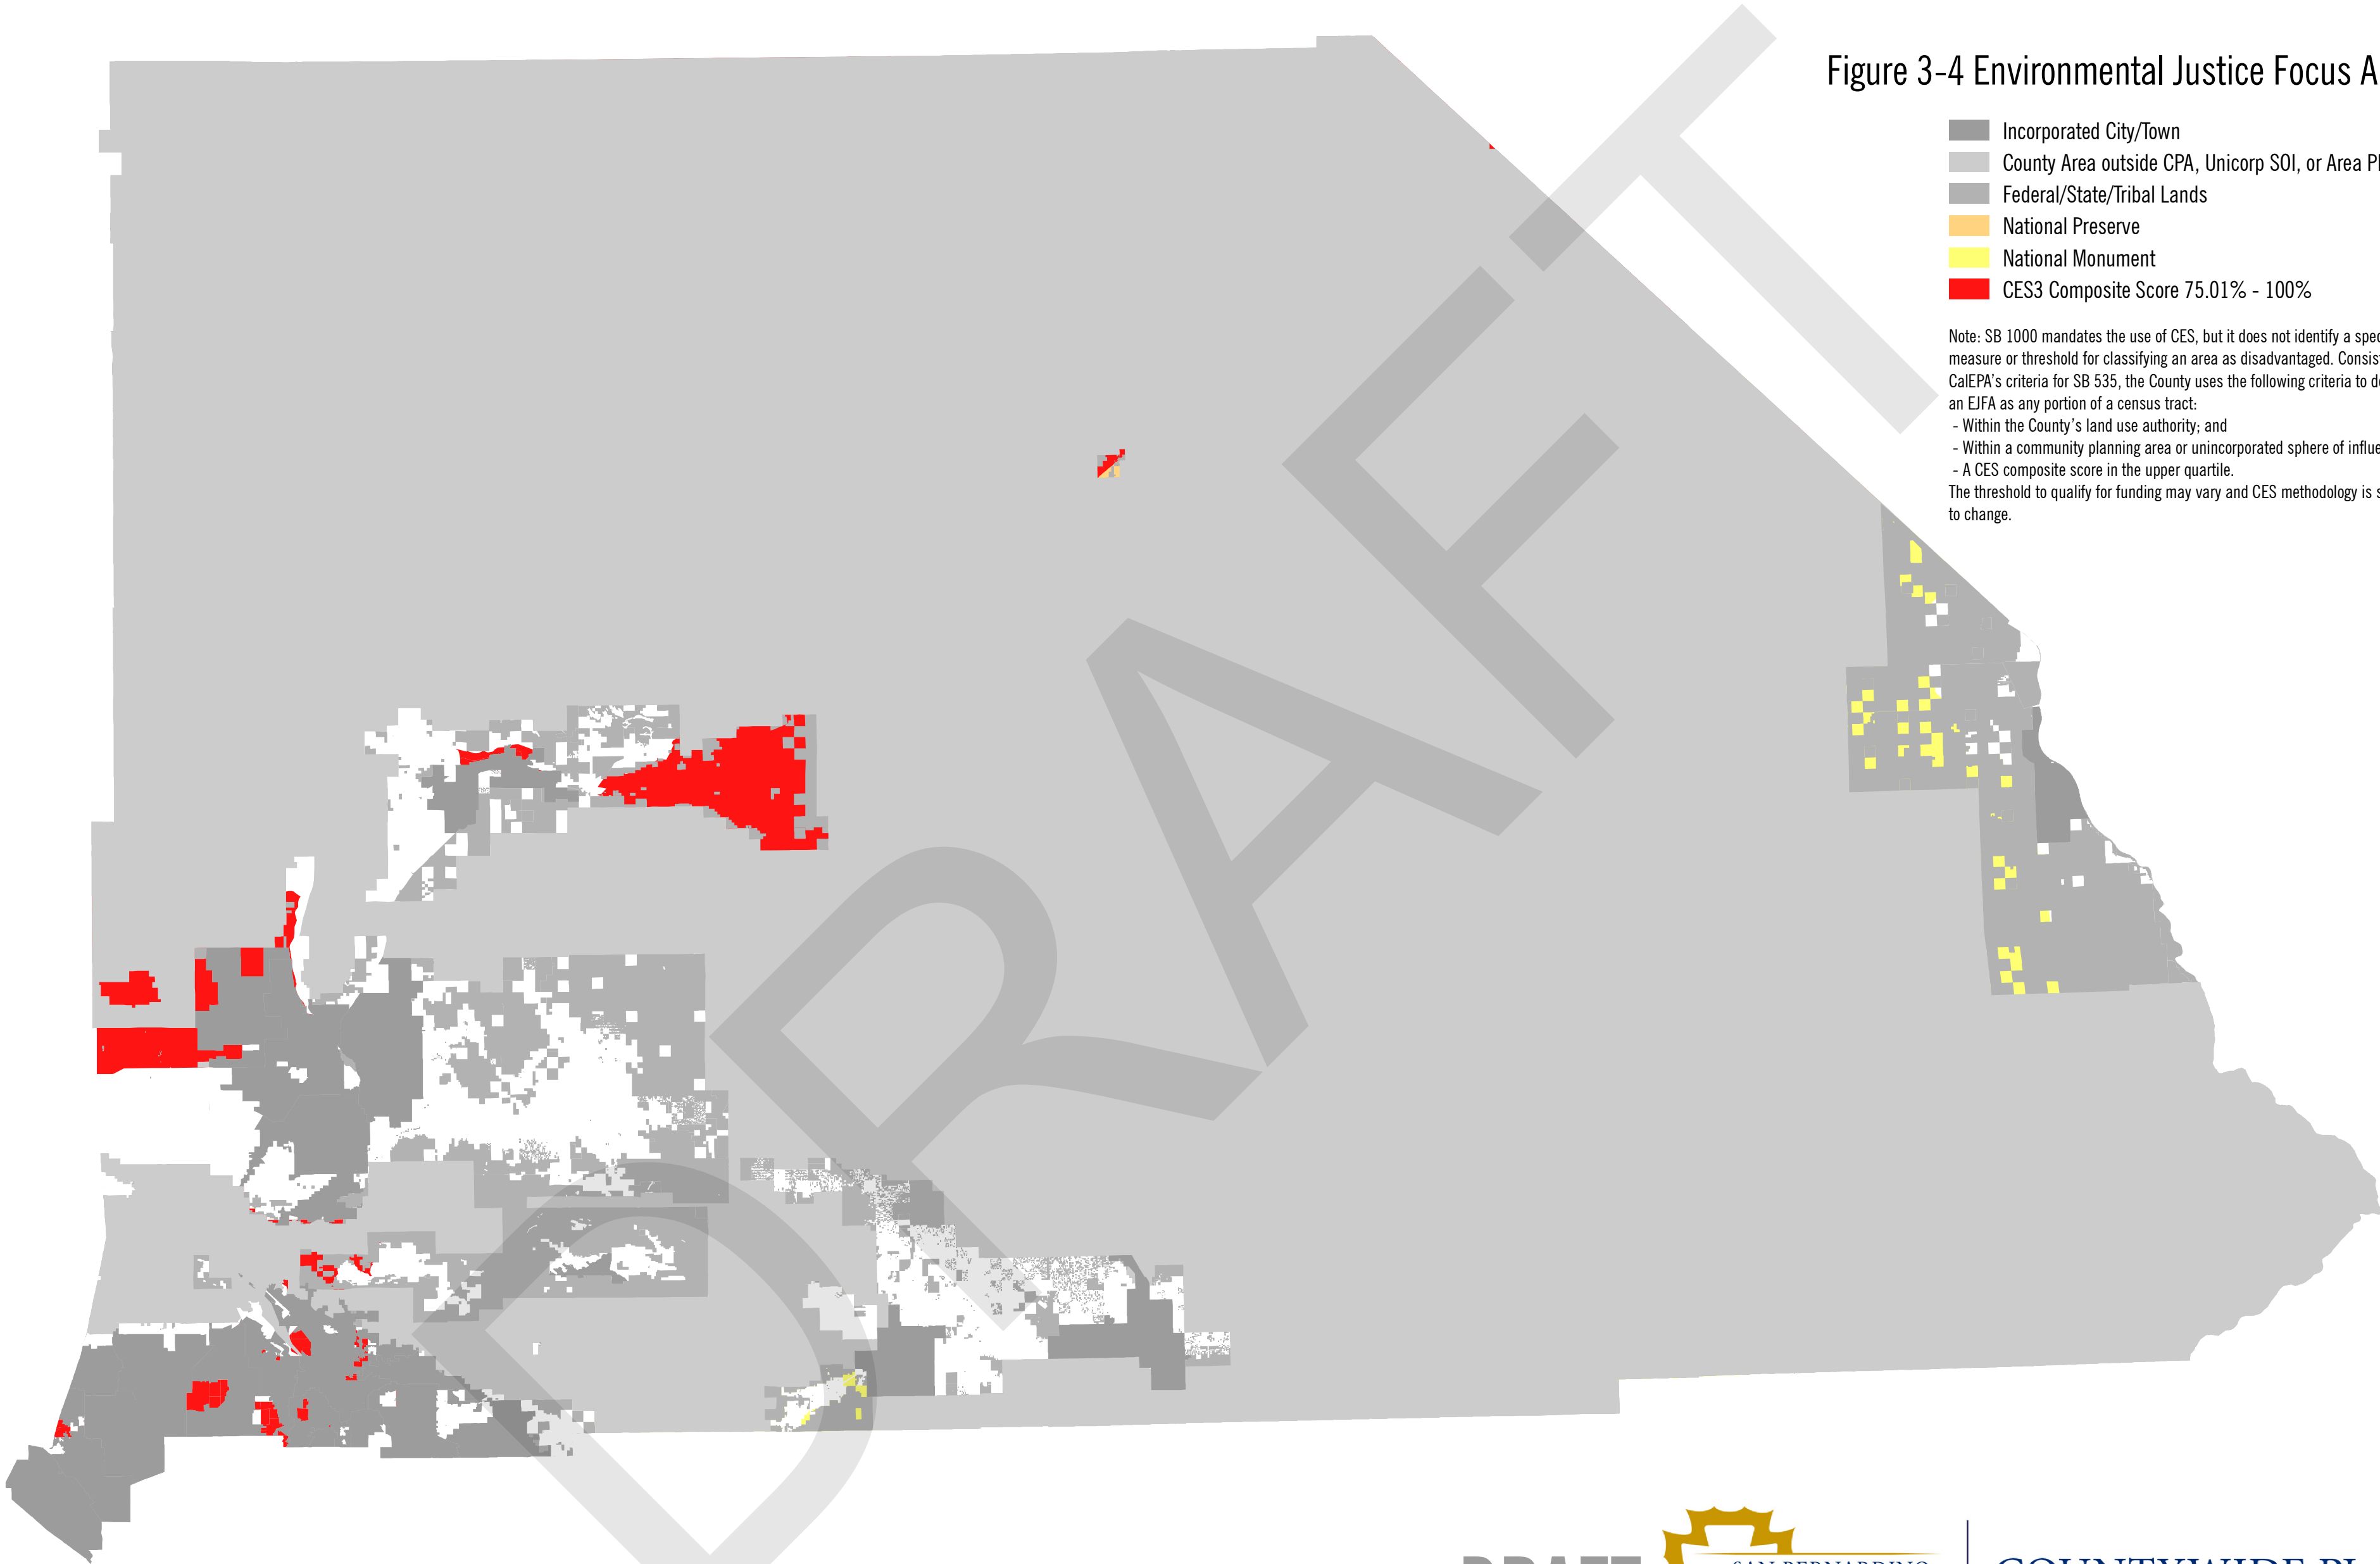 Figure 3-4 Environmental Justice Focus A
Incorporated City/Town
County Area outside CPA, Unicorp SOI, or Area Pl
Federal/State/Tribal Lands
National Preserve
National Monument
CES3 Composite Score 75.01% - 100%
Note: SB 1000 mandates the use of CES, but it does not identify a spec
measure or threshold for classifying an area as disadvantaged. Consis
CalEPA's criteria for SB 535, the County uses the following criteria to d
an EJFA as any portion of a census tract:
- Within the County's land use authority; and
- Within a community planning area or unincorporated sphere of influe
- A CES composite score in the upper quartile.
The threshold to qualify for funding may vary and CES methodology is s
to change.
DRAFT
DRAFT
SAN BERNARDINO
COUNTYWIDE PL